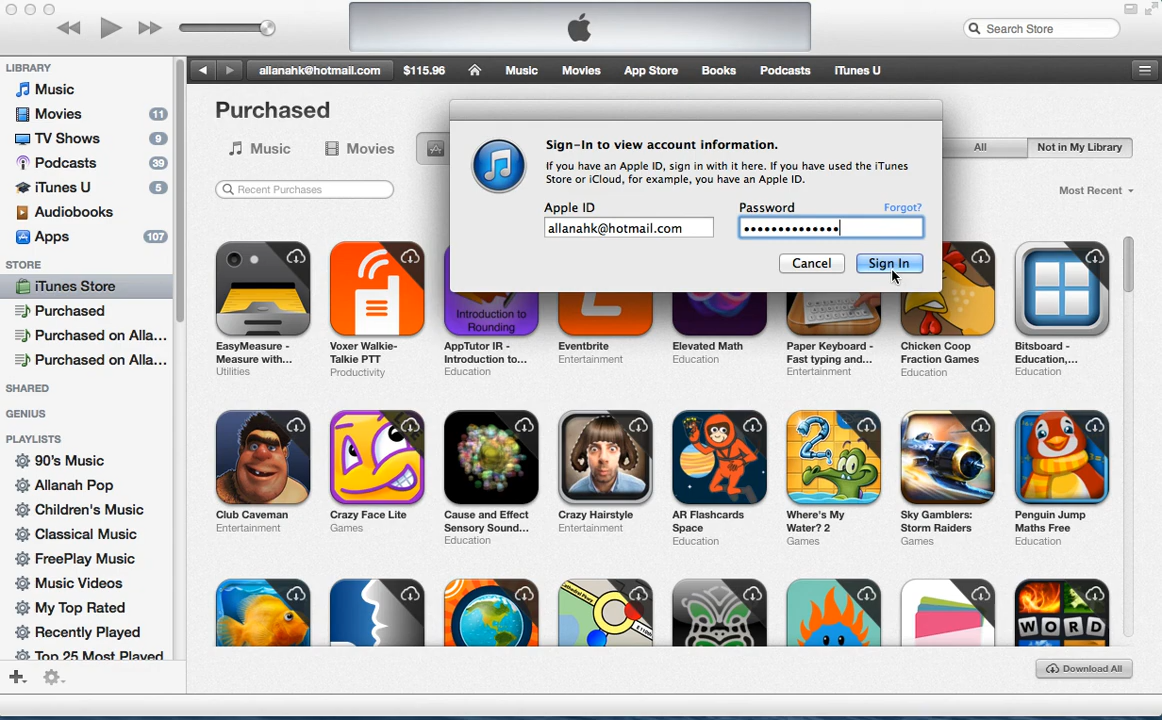 Search Store
LIBRARY
Music
Movies 11
TV Shows 9
Podcasts 39
iTunes U 5
Audiobooks
Apps 107
STORE
iTunes Store
Purchased
Purchased on Alla...
Purchased on Alla...
SHARED
GENIUS
PLAYLISTS
90's Music
Allanah Pop
Children's Music
Classical Music
FreePlay Music
Music Videos
My Top Rated
Recently Played
Top 25 Most Played
allanahk@hotmail.com $115.96 Music Movies App Store Books Podcasts iTunes U
Purchased
Music Movies
All Not in My Library
Recent Purchases
Most Recent
Sign-In to view account information.
If you have an Apple ID, sign in with it here. If you have used the iTunes
Store or iCloud, for example, you have an Apple ID.
Apple ID Password Forgot?
allanahk@hotmail.com ••••••••••••••
Cancel Sign In
Introduction to
Rounding
EasyMeasure -
Measure with...
Utilities
Voxer Walkie-
Talkie PTT
Productivity
AppTutor IR -
Introduction to...
Education
Eventbrite
Entertainment
Elevated Math
Education
Paper Keyboard -
Fast typing and...
Entertainment
Chicken Coop
Fraction Games
Education
Bitsboard -
Education,...
Education
2
Club Caveman
Entertainment
Crazy Face Lite
Games
Cause and Effect
Sensory Sound...
Education
Crazy Hairstyle
Entertainment
AR Flashcards
Space
Education
Where's My
Water? 2
Games
Sky Gamblers:
Storm Raiders
Games
Penguin Jump
Maths Free
Education
WORD
Download All